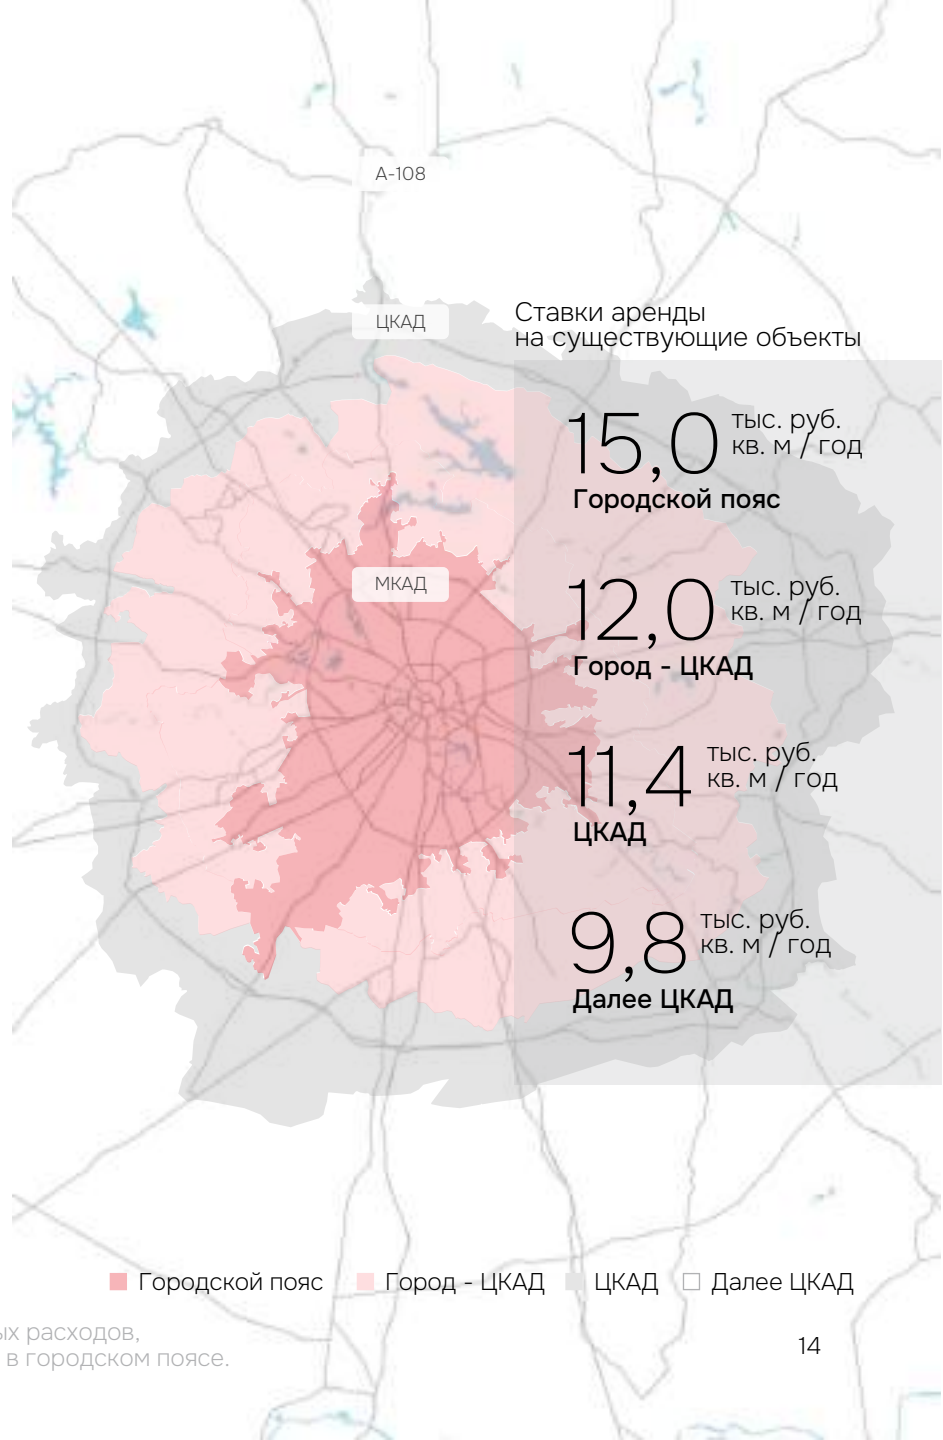 А-108
ЦКАД
Ставки аренды
на существующие объекты
15,0 тыс. руб.
кв. м / год
Городской пояс
МКАД
12,0 тыс. руб.
кв. м / год
Город - ЦКАД
11,4 тыс. руб.
кв. м / год
ЦКАД
9,8 тыс. руб.
кв. м / год
Далее ЦКАД
Городской пояс Город - ЦКАД ЦКАД Далее ЦКАД
ых расходов,
в городском поясе.
14